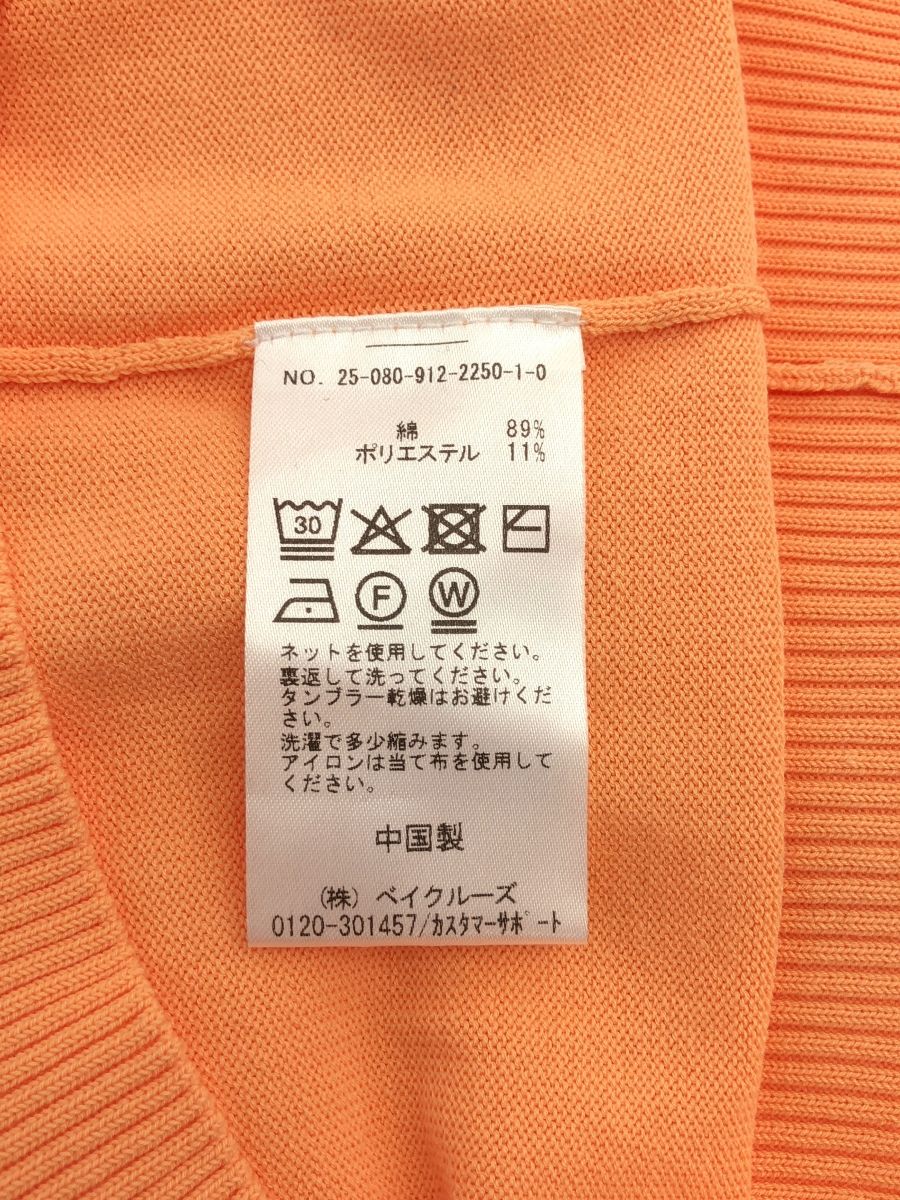 NO. 25-080-912-2250-1-0
綿 89%
ポリエステル 11%
30
F W
ネットを使用してください。
裏返して洗ってください。
タンブラー乾燥はお避けくだ
さい。
洗濯で多少縮みます。
アイロンは当て布を使用して
ください。
中国製
(株) ベイクルーズ
0120-301457/カスタマーサポート